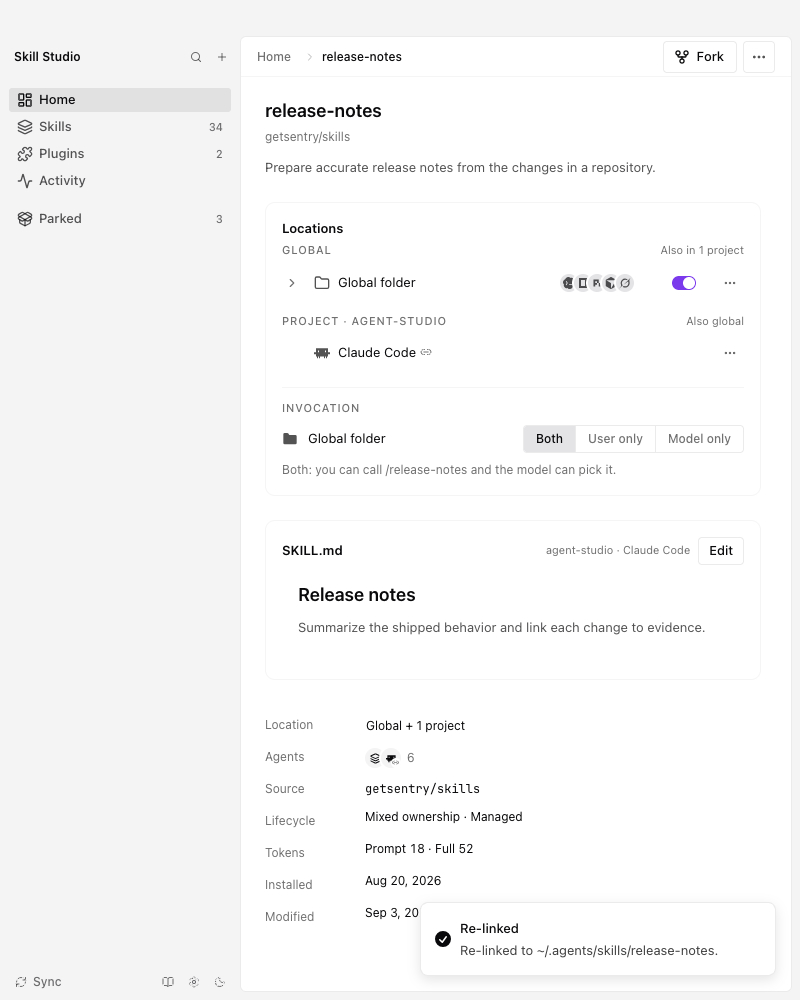 Skill Studio
Home
Skills 34
Plugins 2
Activity
Parked 3
Sync
Home release-notes
Fork
release-notes
getsentry/skills
Prepare accurate release notes from the changes in a repository.
Locations
GLOBAL Also in 1 project
Global folder
PROJECT · AGENT-STUDIO Also global
Claude Code
INVOCATION
Global folder Both User only Model only
Both: you can call /release-notes and the model can pick it.
SKILL.md agent-studio · Claude Code Edit
Release notes
Summarize the shipped behavior and link each change to evidence.
Location Global + 1 project
Agents 6
Source getsentry/skills
Lifecycle Mixed ownership · Managed
Tokens Prompt 18 · Full 52
Installed Aug 20, 2026
Modified Sep 3, 20
Re-linked
Re-linked to ~/.agents/skills/release-notes.